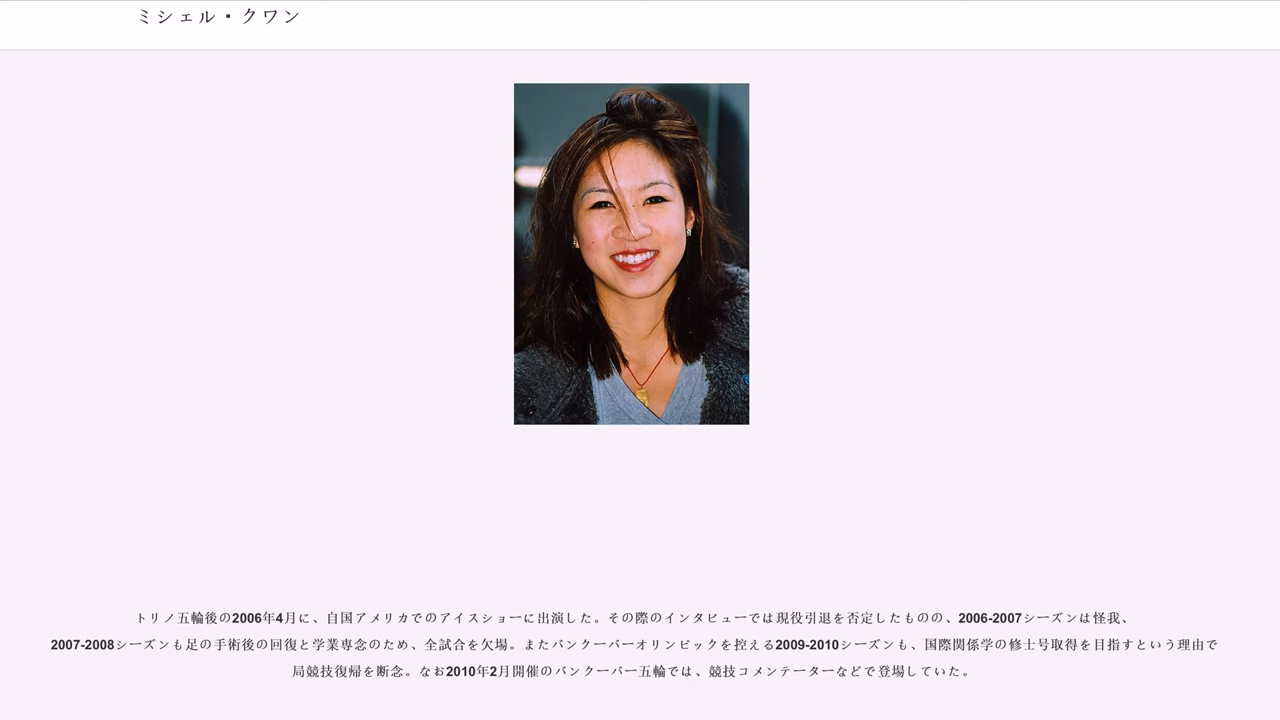 ミシェル・クワン
トリノ五輪後の2006年4月に、自国アメリカでのアイスショーに出演した。その際のインタビューでは現役引退を否定したものの、2006-2007シーズンは怪我、
2007-2008シーズンも足の手術後の回復と学業専念のため、全試合を欠場。またバンクーバーオリンピックを控える2009-2010シーズンも、国際関係学の修士号取得を目指すという理由で
局競技復帰を断念。なお2010年2月開催のバンクーバー五輪では、競技コメンテーターなどで登場していた。